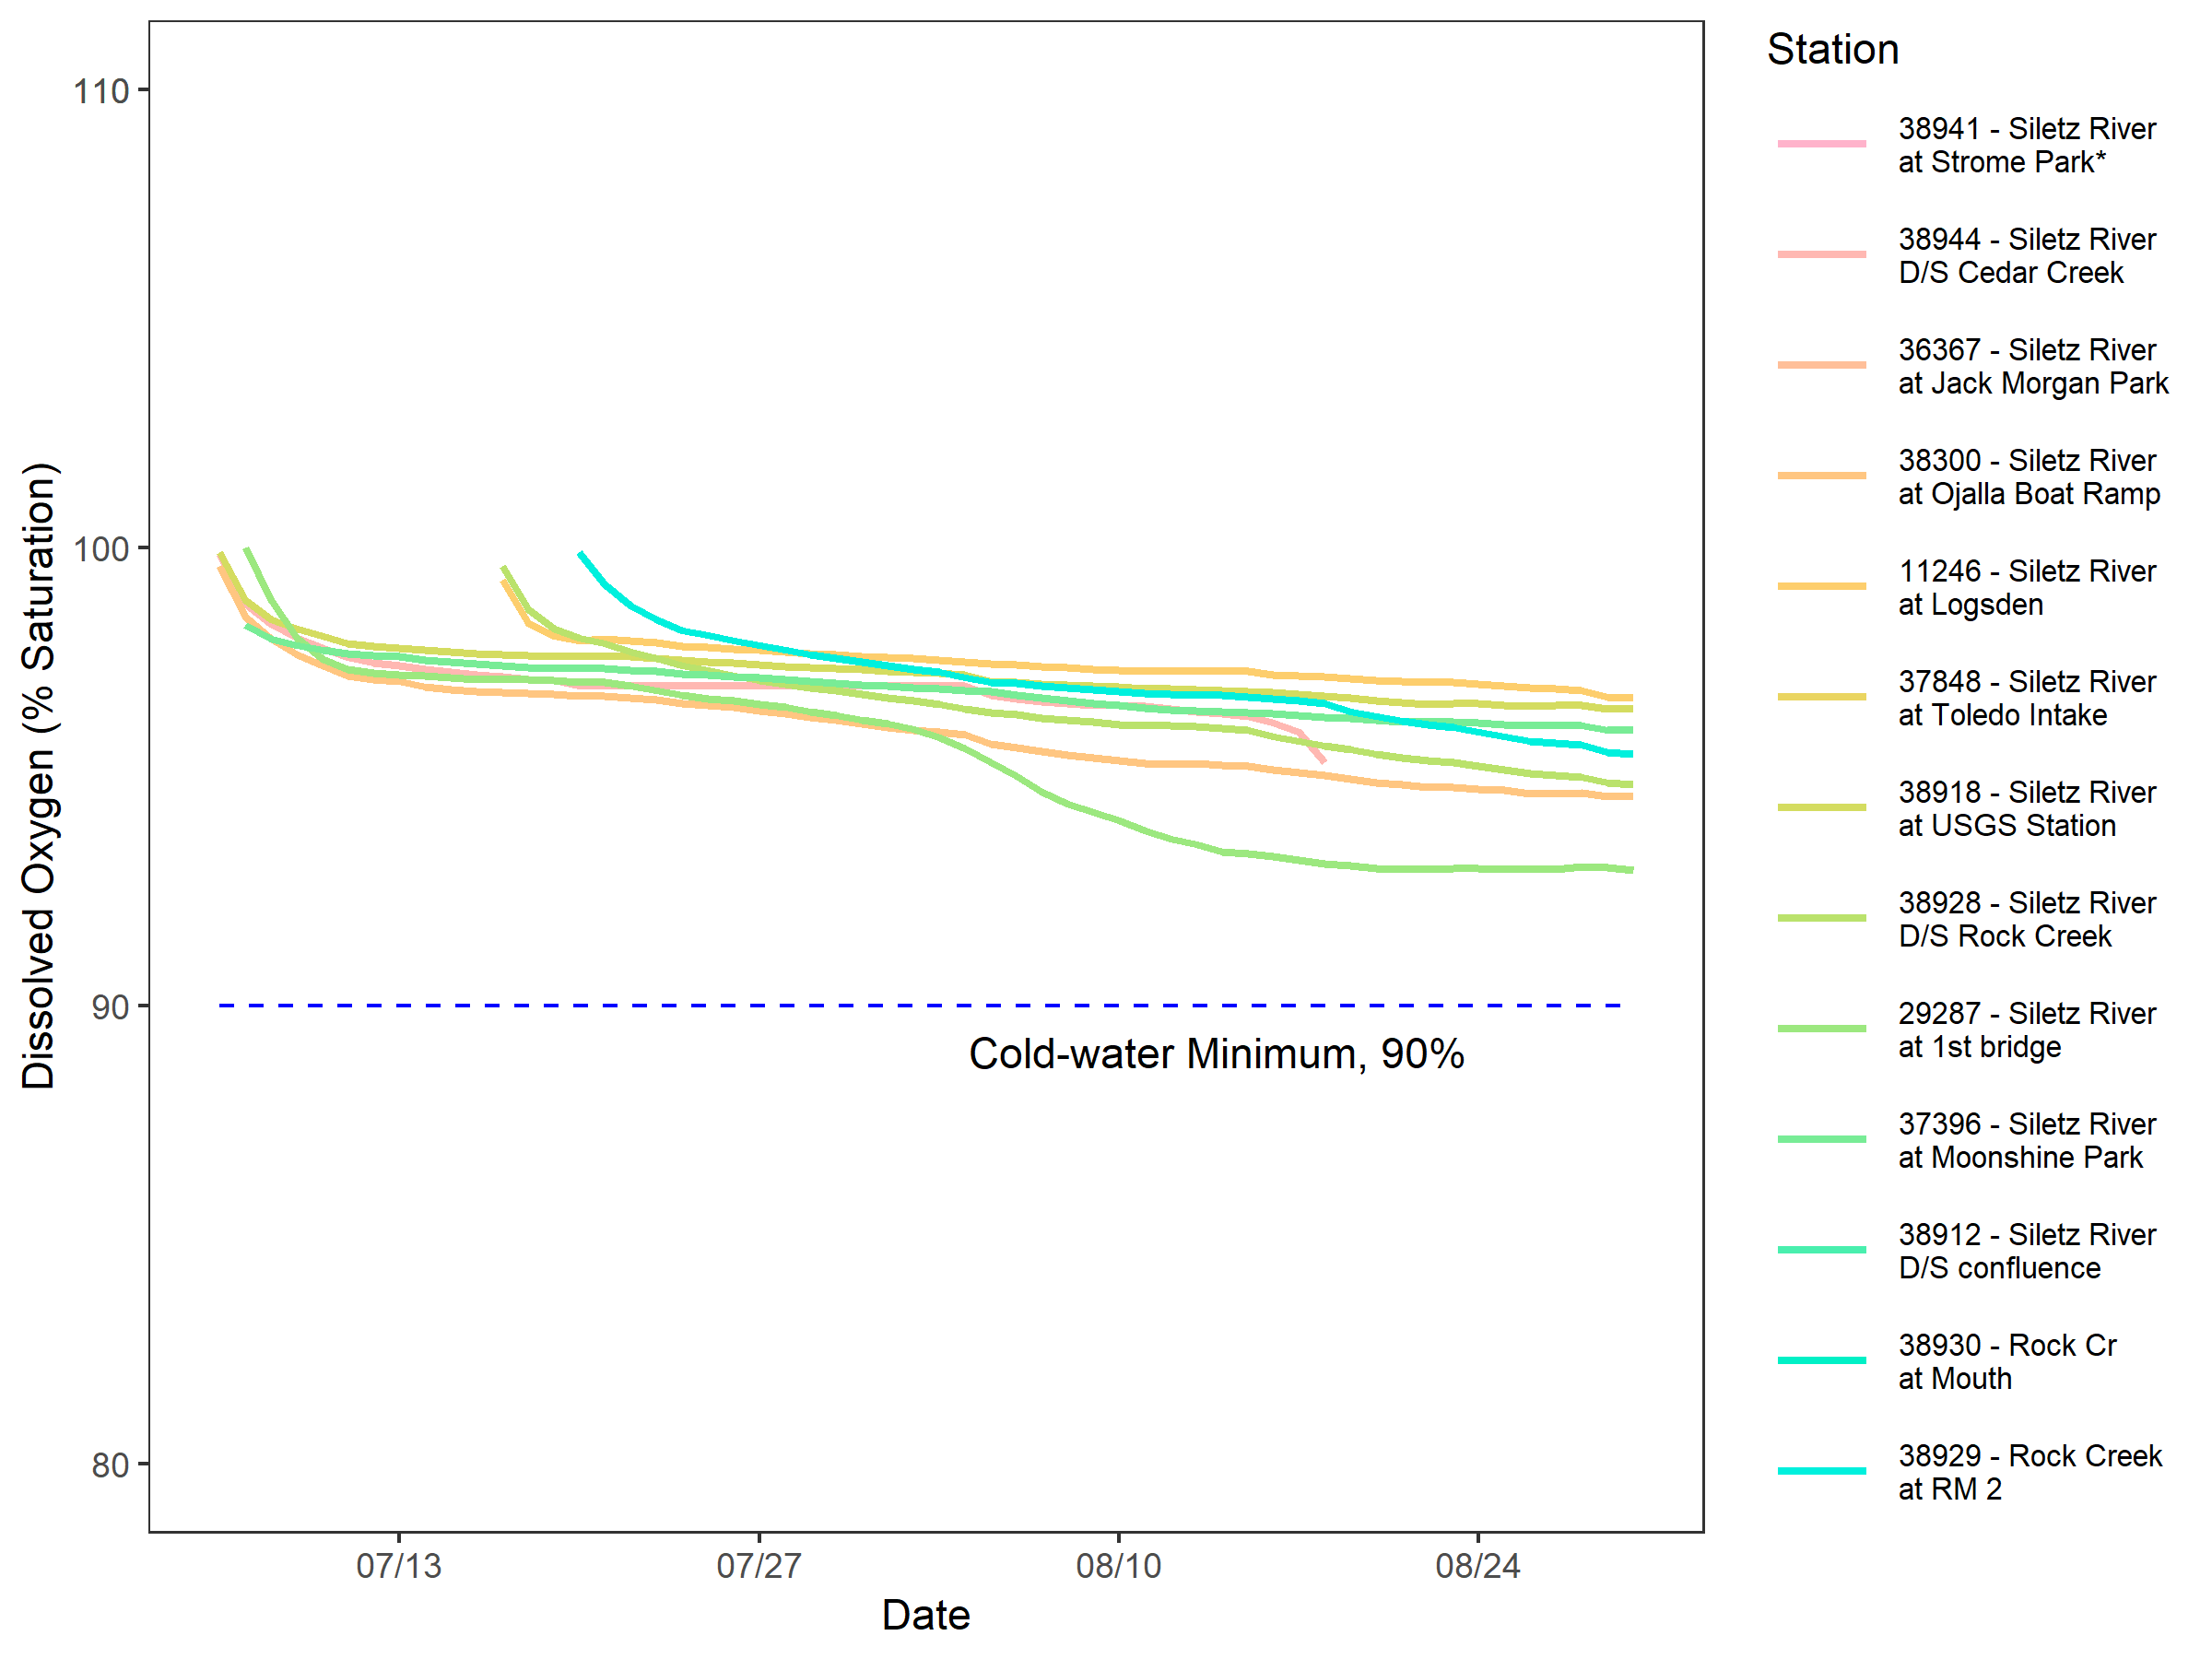 Station
38941 - Siletz River
at Strome Park*
38944 - Siletz River
D/S Cedar Creek
36367 - Siletz River
at Jack Morgan Park
38300 - Siletz River
at Ojalla Boat Ramp
11246 - Siletz River
at Logsden
37848 - Siletz River
at Toledo Intake
38918 - Siletz River
at USGS Station
38928 - Siletz River
D/S Rock Creek
29287 - Siletz River
at 1st bridge
37396 - Siletz River
at Moonshine Park
38912 - Siletz River
D/S confluence
38930 - Rock Cr
at Mouth
38929 - Rock Creek
at RM 2
Dissolved Oxygen (% Saturation)
110
100
90
80
Cold-water Minimum, 90%
07/13
07/27
08/10
08/24
Date